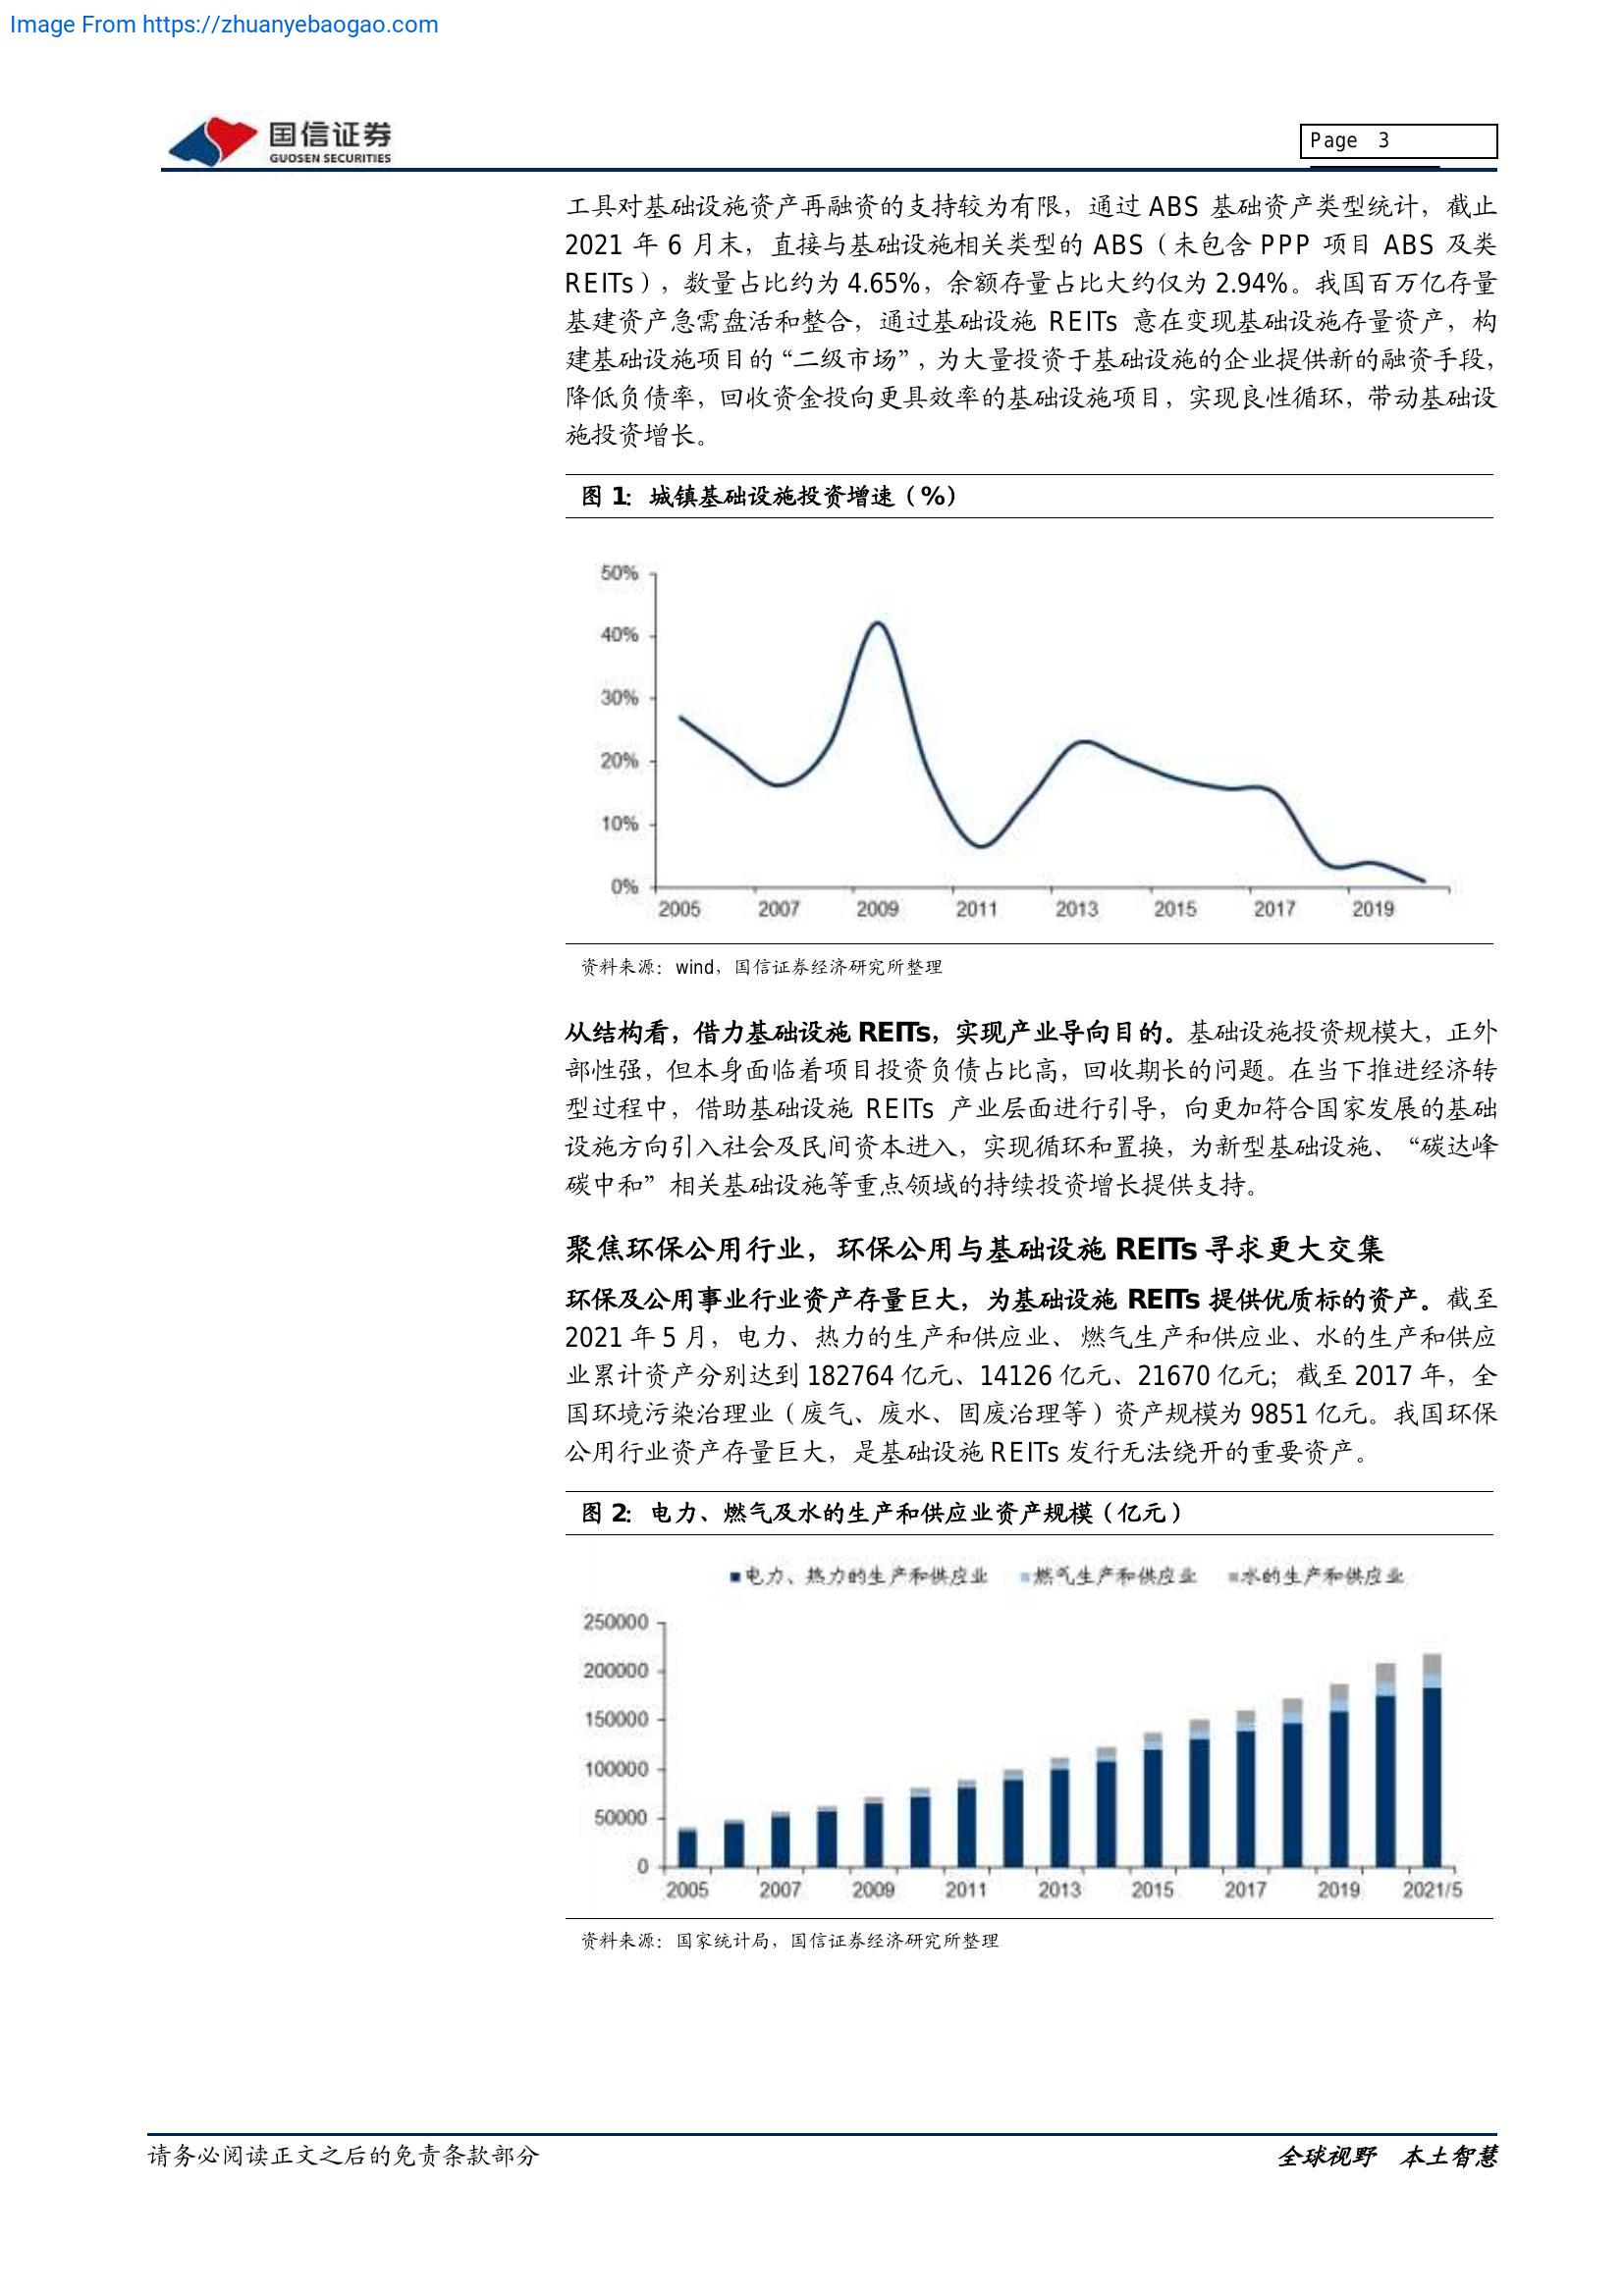 Image From https://zhuanyebaogao.com
国信证券
GUOSEN SECURITIES
Page 3
工具对基础设施资产再融资的支持较为有限，通过 ABS 基础资产类型统计，截止
2021 年 6 月末，直接与基础设施相关类型的 ABS（未包含 PPP 项目 ABS 及类
REITs），数量占比约为 4.65%，余额存量占比大约仅为 2.94%。我国百万亿存量
基建资产急需盘活和整合，通过基础设施 REITs 意在变现基础设施存量资产，构
建基础设施项目的“二级市场”，为大量投资于基础设施的企业提供新的融资手段，
降低负债率，回收资金投向更具效率的基础设施项目，实现良性循环，带动基础设
施投资增长。
图 1：城镇基础设施投资增速（%）
50%
40%
30%
20%
10%
0%
2005 2007 2009 2011 2013 2015 2017 2019
资料来源：wind，国信证券经济研究所整理
从结构看，借力基础设施 REITs，实现产业导向目的。基础设施投资规模大，正外
部性强，但本身面临着项目投资负债占比高，回收期长的问题。在当下推进经济转
型过程中，借助基础设施 REITs 产业层面进行引导，向更加符合国家发展的基础
设施方向引入社会及民间资本进入，实现循环和置换，为新型基础设施、“碳达峰
碳中和”相关基础设施等重点领域的持续投资增长提供支持。
聚焦环保公用行业，环保公用与基础设施 REITs 寻求更大交集
环保及公用事业行业资产存量巨大，为基础设施 REITs 提供优质标的资产。截至
2021 年 5 月，电力、热力的生产和供应业、燃气生产和供应业、水的生产和供应
业累计资产分别达到 182764 亿元、14126 亿元、21670 亿元；截至 2017 年，全
国环境污染治理业（废气、废水、固废治理等）资产规模为 9851 亿元。我国环保
公用行业资产存量巨大，是基础设施 REITs 发行无法绕开的重要资产。
图 2：电力、燃气及水的生产和供应业资产规模（亿元）
电力、热力的生产和供应业 燃气生产和供应业 水的生产和供应业
250000
200000
150000
100000
50000
0
2005 2007 2009 2011 2013 2015 2017 2019 2021/5
资料来源：国家统计局，国信证券经济研究所整理
请务必阅读正文之后的免责条款部分
全球视野 本土智慧